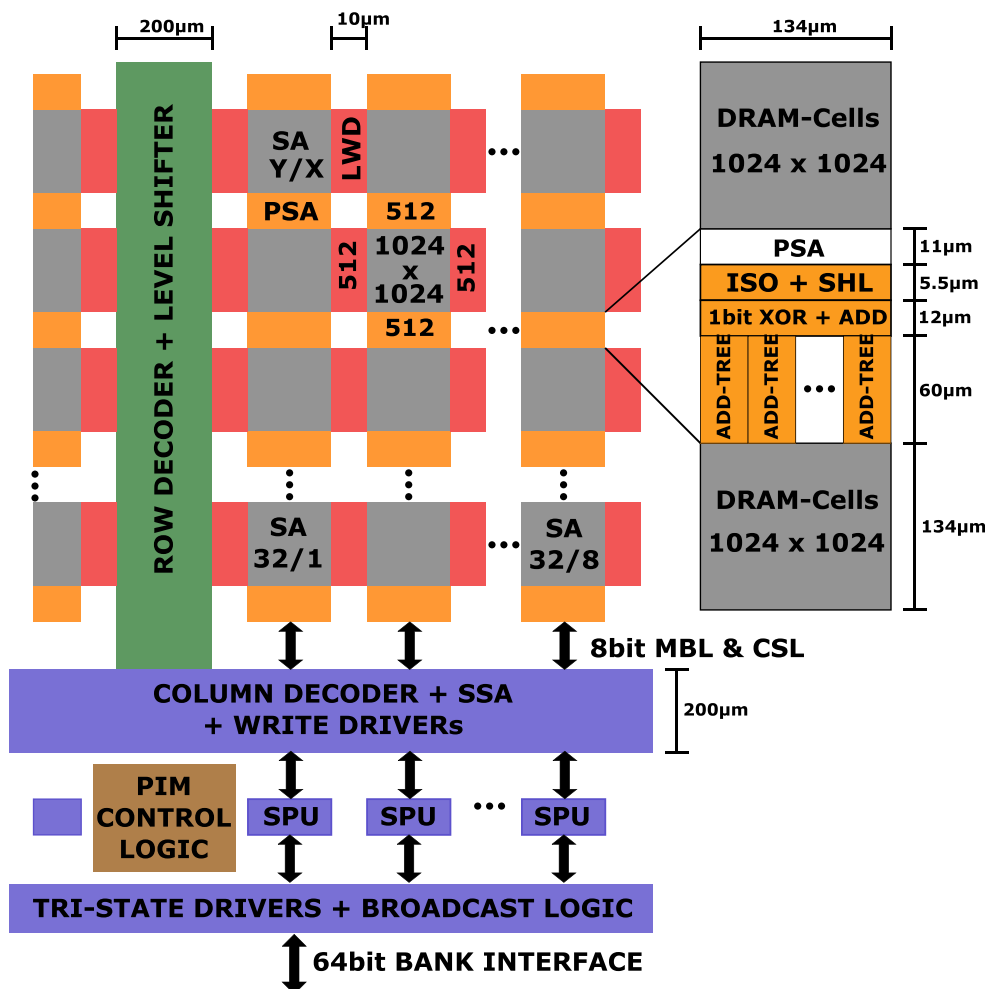 200µm
10µm
134µm
ROW DECODER + LEVEL SHIFTER
SA
Y/X
LWD
PSA
512
512
1024
x
1024
512
512
DRAM-Cells
1024 x 1024
PSA
11µm
ISO + SHL
5.5µm
1bit XOR + ADD
12µm
ADD-TREE
ADD-TREE
ADD-TREE
60µm
DRAM-Cells
1024 x 1024
134µm
SA
32/1
SA
32/8
8bit MBL & CSL
COLUMN DECODER + SSA
+ WRITE DRIVERs
200µm
PIM
CONTROL
LOGIC
SPU
SPU
SPU
TRI-STATE DRIVERS + BROADCAST LOGIC
64bit BANK INTERFACE